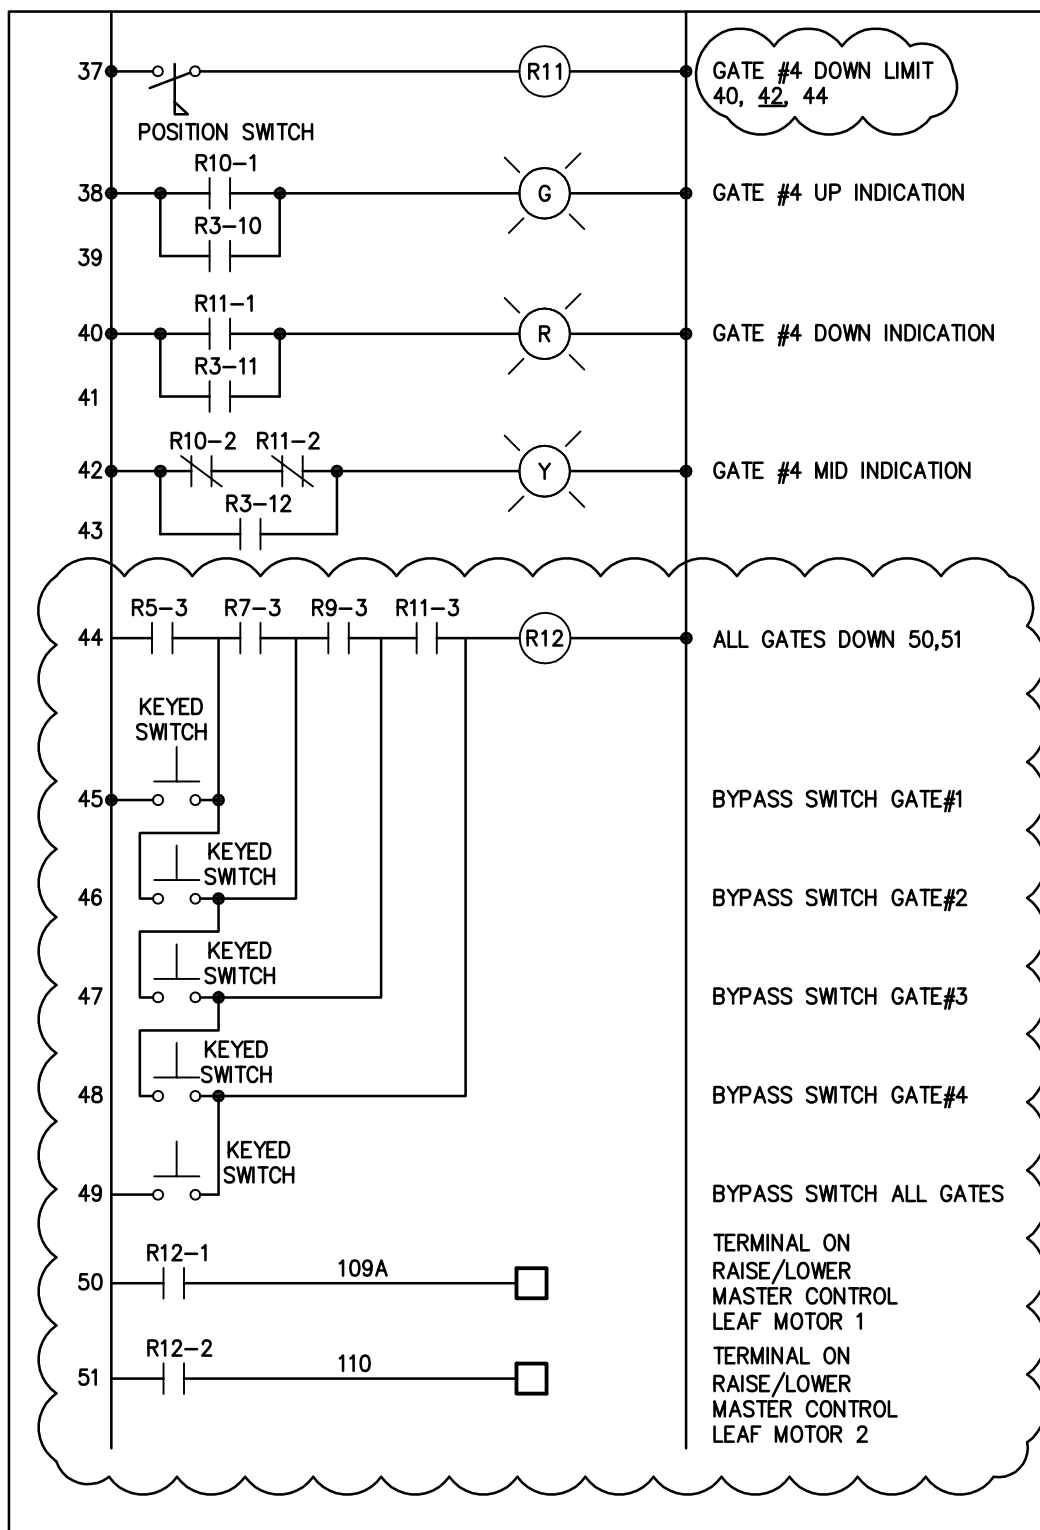 37
R11
GATE #4 DOWN LIMIT
40, 42, 44
POSITION SWITCH
R10-1
38
G
GATE #4 UP INDICATION
R3-10
39
R11-1
40
R
GATE #4 DOWN INDICATION
R3-11
41
R10-2 R11-2
42
Y
GATE #4 MID INDICATION
R3-12
43
R5-3 R7-3 R9-3 R11-3
44
R12
ALL GATES DOWN 50,51
KEYED
SWITCH
45
BYPASS SWITCH GATE#1
KEYED
SWITCH
46
BYPASS SWITCH GATE#2
KEYED
SWITCH
47
BYPASS SWITCH GATE#3
KEYED
SWITCH
48
BYPASS SWITCH GATE#4
KEYED
SWITCH
49
BYPASS SWITCH ALL GATES
R12-1
50
109A
TERMINAL ON
RAISE/LOWER
MASTER CONTROL
LEAF MOTOR 1
R12-2
51
110
TERMINAL ON
RAISE/LOWER
MASTER CONTROL
LEAF MOTOR 2